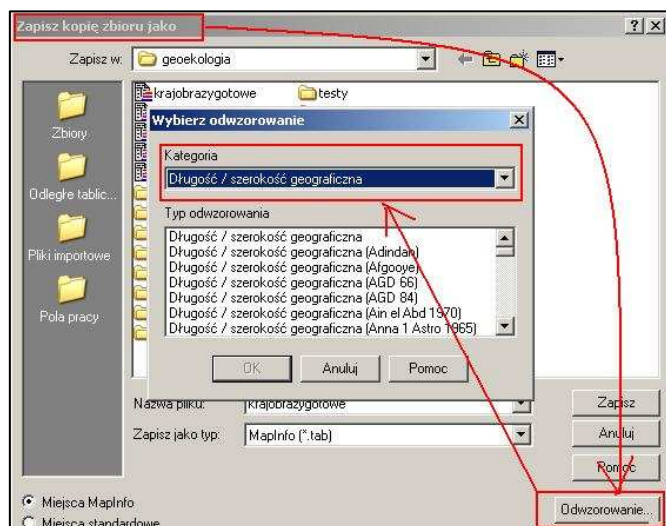 Zapisz kopię zbioru jako
Zapisz w: geoekologia
krajobrazygotowe testy
Wybierz odwzorowanie
Kategoria
Długość / szerokość geograficzna
Typ odwzorowania
Długość / szerokość geograficzna
Długość / szerokość geograficzna (Adindan)
Długość / szerokość geograficzna (Afgooye)
Długość / szerokość geograficzna (AGD 66)
Długość / szerokość geograficzna (AGD 84)
Długość / szerokość geograficzna (Ain el Abd 1970)
Długość / szerokość geograficzna (Anna 1 Astro 1965)
OK Anuluj Pomoc
Zbiory
Odległe tablic...
Pliki importowe
Pola pracy
Nazwa pliku: krajobrazygotowe Zapisz
Zapisz jako typ: MapInfo (*.tab) Anuluj
Pomoc
Miejsca MapInfo
Odwzorowanie...
Miejsca standardowe